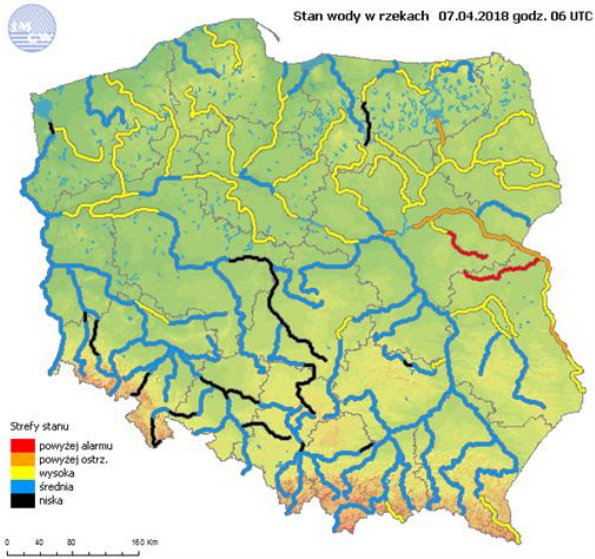 Stan wody w rzekach 07.04.2018 godz. 06 UTC
Strefy stanu
powyżej alarmu
powyżej ostrz.
wysoka
średnia
niska
0 40 80 160 Km